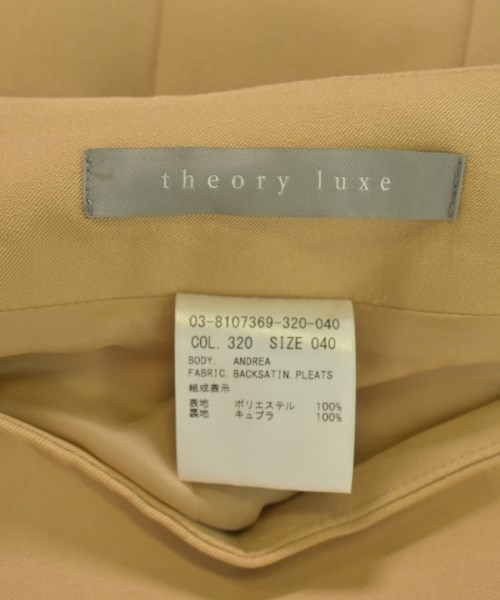 theory luxe
03-8107369-320-040
COL. 320 SIZE 040
BODY. ANDREA
FABRIC. BACKSATIN. PLEATS
組成表示
表地 ポリエステル 100%
裏地 キュプラ 100%